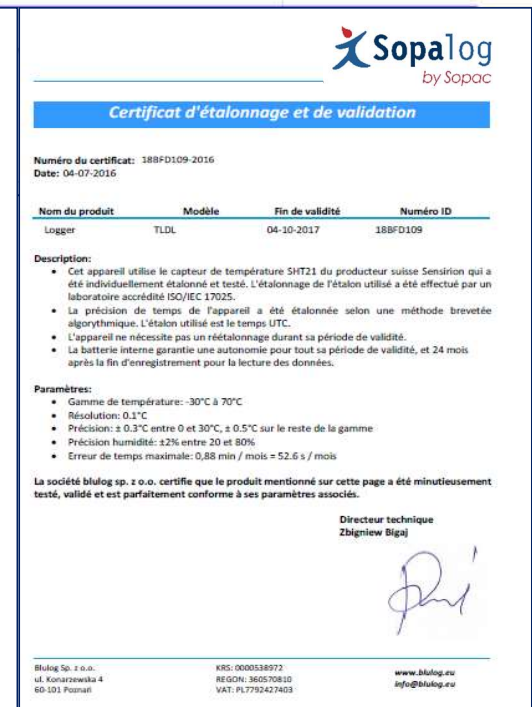 Sopalog
by Sopac
Certificat d'étalonnage et de validation
Numéro du certificat: 18BFD109-2016
Date: 04-07-2016
Nom du produit Modèle Fin de validité Numéro ID
Logger TLDL 04-10-2017 188FD109
Description:
• Cet appareil utilise le capteur de température SHT21 du producteur suisse Sensirion qui a
été individuellement étalonné et testé. L'étalonnage de l'étalon utilisé a été effectué par un
laboratoire accrédité ISO/IEC 17025.
• La précision de temps de l'appareil a été étalonnée selon une méthode brevetée
algorythmique. L'étalon utilisé est le temps UTC.
• L'appareil ne nécessite pas un réétalonnage durant sa période de validité.
• La batterie interne garantie une autonomie pour tout sa période de validité, et 24 mois
après la fin d'enregistrement pour la lecture des données.
Paramètres:
• Gamme de température: -30°C à 70°C
• Résolution: 0.1°C
• Précision: ± 0.3°C entre 0 et 30°C, ± 0.5°C sur le reste de la gamme
• Précision humidité: ±2% entre 20 et 80%
• Erreur de temps maximale: 0,88 min / mois = 52.6 s / mois
La société blulog sp. z o.o. certifie que le produit mentionné sur cette page a été minutieusement
testé, validé et est parfaitement conforme à ses paramètres associés.
Directeur technique
Zbigniew Bigaj
Blulog Sp. z o.o. KRS: 0000538972 www.blulog.eu
ul. Konarzewska 4 REGON: 360570810 info@blulog.eu
60-101 Poznań VAT: PL7792427403